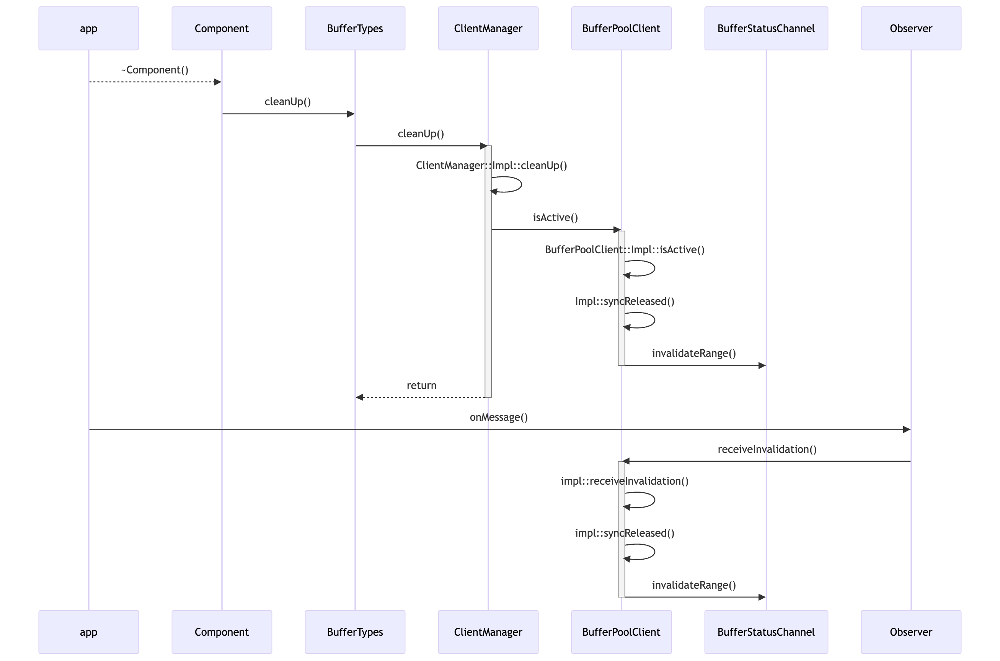 app
Component
BufferTypes
ClientManager
BufferPoolClient
BufferStatusChannel
Observer
~Component()
cleanUp()
cleanUp()
ClientManager::Impl::cleanUp()
isActive()
BufferPoolClient::Impl::isActive()
Impl::syncReleased()
invalidateRange()
return
onMessage()
receiveInvalidation()
impl::receiveInvalidation()
impl::syncReleased()
invalidateRange()
app
Component
BufferTypes
ClientManager
BufferPoolClient
BufferStatusChannel
Observer